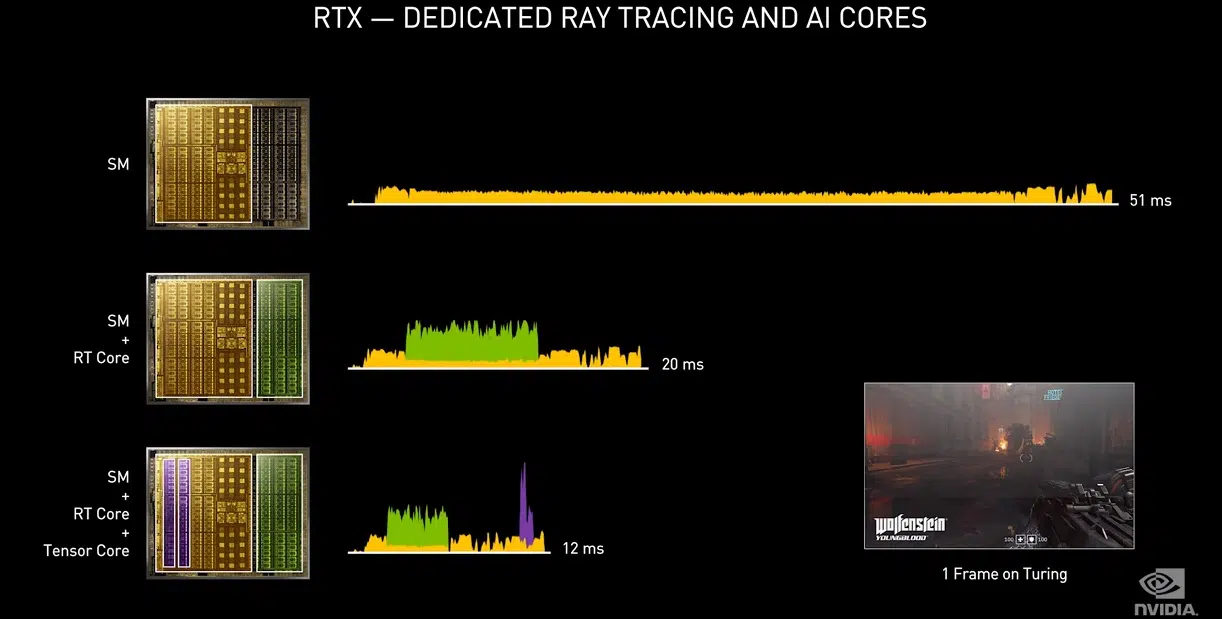 RTX — DEDICATED RAY TRACING AND AI CORES
SM
51 ms
SM
+
RT Core
20 ms
SM
+
RT Core
+
Tensor Core
12 ms
Wolfenstein
YOUNGBLOOD
100
100
1 Frame on Turing
NVIDIA.